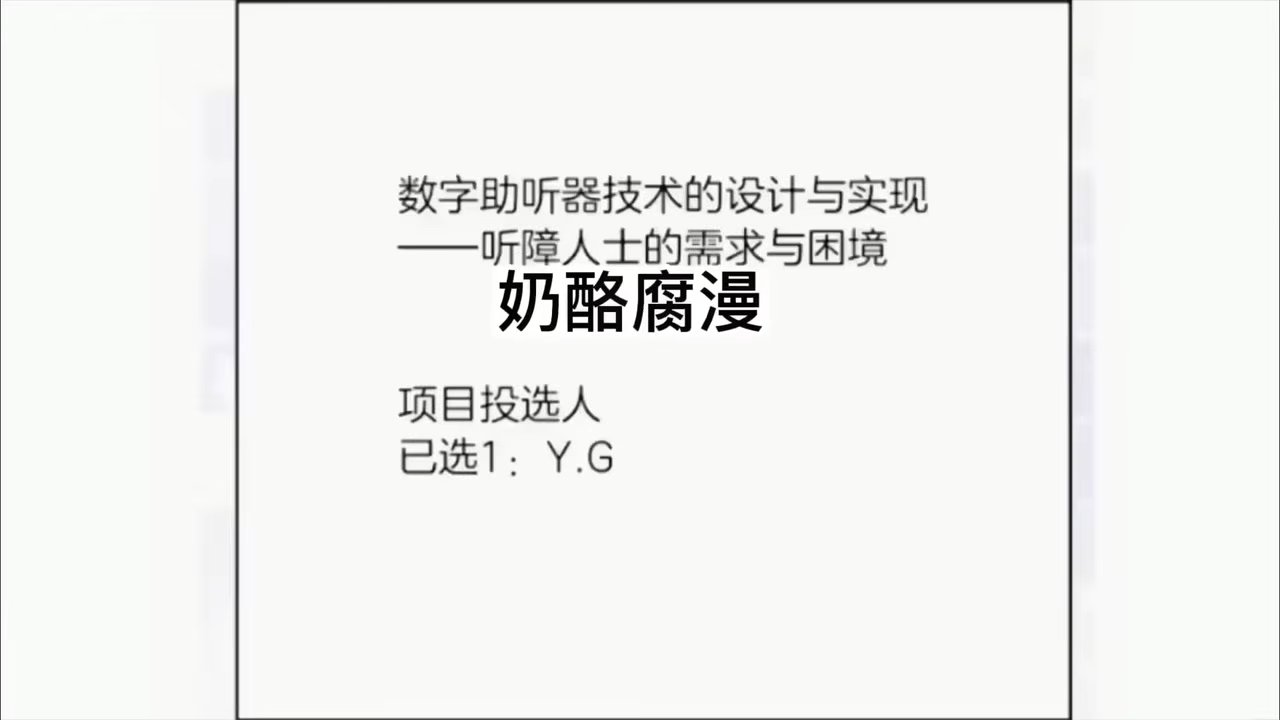 数字助听器技术的设计与实现
——听障人士的需求与困境
奶酪腐漫
项目投选人
已选1：Y.G